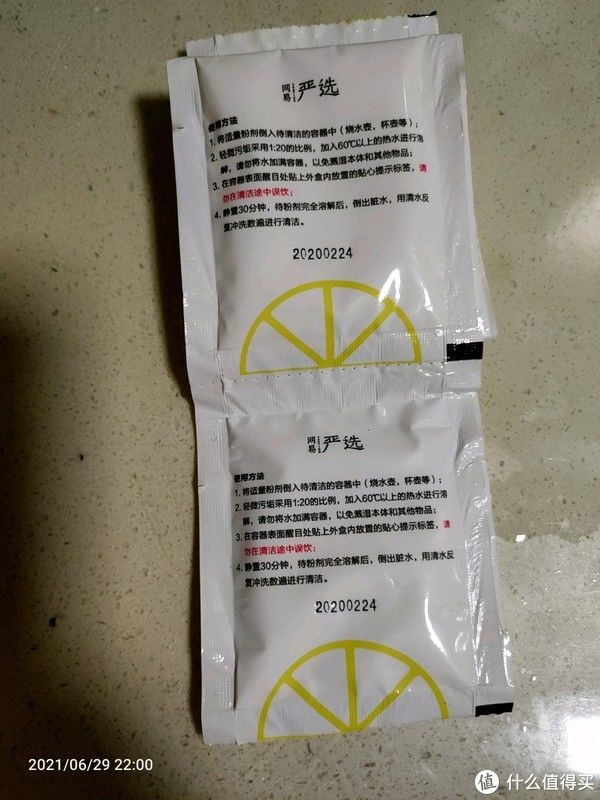 网易 严选
使用方法
1. 将适量粉剂倒入待清洁的容器中（烧水壶，杯壶等）；
2. 轻微污垢采用1:20的比例，加入60℃以上的热水进行溶
解，请勿将水加满容器，以免溅湿本体和其他物品；
3. 在容器表面醒目处贴上外盒内放置的贴心提示标签，请
勿在清洁途中误饮；
4. 静置30分钟，待粉剂完全溶解后，倒出脏水，用清水反
复冲洗数遍进行清洁。
20200224
网易 严选
使用方法
1. 将适量粉剂倒入待清洁的容器中（烧水壶，杯壶等）；
2. 轻微污垢采用1:20的比例，加入60℃以上的热水进行溶
解，请勿将水加满容器，以免溅湿本体和其他物品；
3. 在容器表面醒目处贴上外盒内放置的贴心提示标签，请
勿在清洁途中误饮；
4. 静置30分钟，待粉剂完全溶解后，倒出脏水，用清水反
复冲洗数遍进行清洁。
20200224
2021/06/29 22:00
值 什么值得买